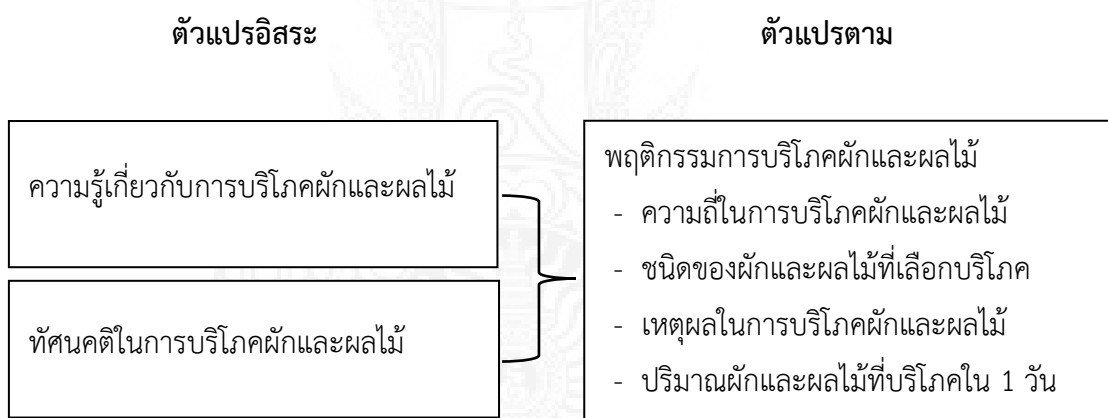 ตัวแปรอิสระ
ตัวแปรตาม
ความรู้เกี่ยวกับการบริโภคผักและผลไม้
ทัศนคติในการบริโภคผักและผลไม้
พฤติกรรมการบริโภคผักและผลไม้
- ความถี่ในการบริโภคผักและผลไม้
- ชนิดของผักและผลไม้ที่เลือกบริโภค
- เหตุผลในการบริโภคผักและผลไม้
- ปริมาณผักและผลไม้ที่บริโภคใน 1 วัน